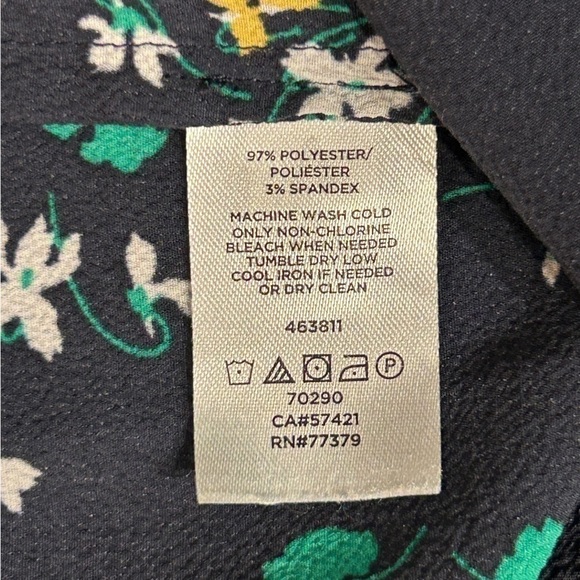 97% POLYESTER/
POLIÉSTER
3% SPANDEX
MACHINE WASH COLD
ONLY NON-CHLORINE
BLEACH WHEN NEEDED
TUMBLE DRY LOW
COOL IRON IF NEEDED
OR DRY CLEAN
463811
P
70290
CA#57421
RN#77379